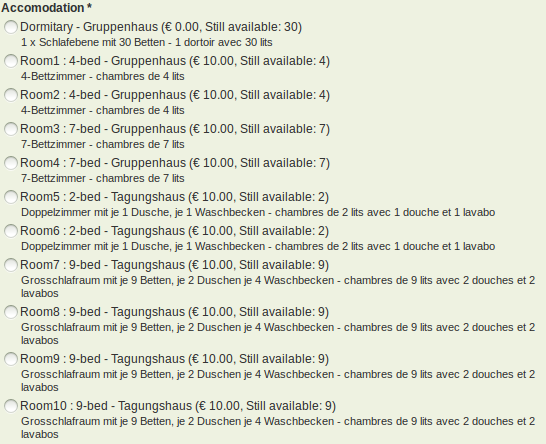 Accomodation *
Dormitary - Gruppenhaus (€ 0.00, Still available: 30)
1 x Schlafebene mit 30 Betten - 1 dortoir avec 30 lits
Room1 : 4-bed - Gruppenhaus (€ 10.00, Still available: 4)
4-Bettzimmer - chambres de 4 lits
Room2 : 4-bed - Gruppenhaus (€ 10.00, Still available: 4)
4-Bettzimmer - chambres de 4 lits
Room3 : 7-bed - Gruppenhaus (€ 10.00, Still available: 7)
7-Bettzimmer - chambres de 7 lits
Room4 : 7-bed - Gruppenhaus (€ 10.00, Still available: 7)
7-Bettzimmer - chambres de 7 lits
Room5 : 2-bed - Tagungshaus (€ 10.00, Still available: 2)
Doppelzimmer mit je 1 Dusche, je 1 Waschbecken - chambres de 2 lits avec 1 douche et 1 lavabo
Room6 : 2-bed - Tagungshaus (€ 10.00, Still available: 2)
Doppelzimmer mit je 1 Dusche, je 1 Waschbecken - chambres de 2 lits avec 1 douche et 1 lavabo
Room7 : 9-bed - Tagungshaus (€ 10.00, Still available: 9)
Grosschlafraum mit je 9 Betten, je 2 Duschen je 4 Waschbecken - chambres de 9 lits avec 2 douches et 2
lavabos
Room8 : 9-bed - Tagungshaus (€ 10.00, Still available: 9)
Grosschlafraum mit je 9 Betten, je 2 Duschen je 4 Waschbecken - chambres de 9 lits avec 2 douches et 2
lavabos
Room9 : 9-bed - Tagungshaus (€ 10.00, Still available: 9)
Grosschlafraum mit je 9 Betten, je 2 Duschen je 4 Waschbecken - chambres de 9 lits avec 2 douches et 2
lavabos
Room10 : 9-bed - Tagungshaus (€ 10.00, Still available: 9)
Grosschlafraum mit je 9 Betten, je 2 Duschen je 4 Waschbecken - chambres de 9 lits avec 2 douches et 2
lavabos